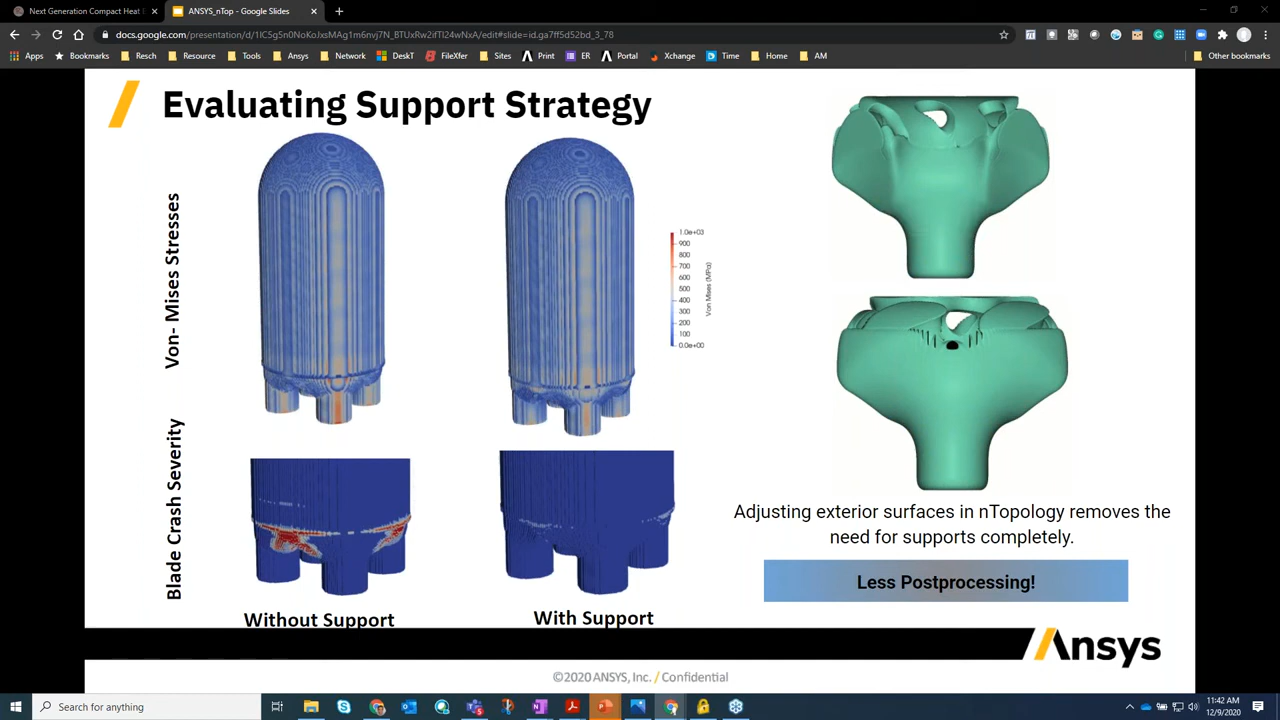 Next Generation Compact Heat
ANSYS_nTop - Google Slides
docs.google.com/presentation/d/1IC5g5n0NoKoJxsMAg1m6nvj7N_BTUxRw2ifTI24wNxA/edit#slide=id.ga7ff5d52bd_3_78
Apps
Bookmarks
Resch
Resource
Tools
Ansys
Network
DeskT
FileXfer
Sites
Print
ER
Portal
Xchange
Time
Home
AM
Other bookmarks
Evaluating Support Strategy
Von- Mises Stresses
1.0e+03
900
800
700
600
500
400
300
200
100
0.0e+00
Von Mises (MPa)
Blade Crash Severity
Without Support
With Support
Adjusting exterior surfaces in nTopology removes the
need for supports completely.
Less Postprocessing!
Ansys
©2020 ANSYS, Inc. / Confidential
Search for anything
11:42 AM
12/9/2020